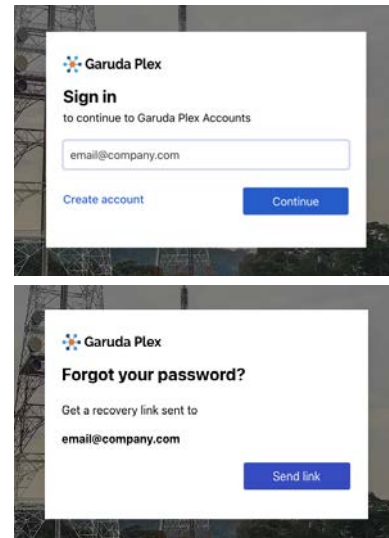 Garuda Plex
Sign in
to continue to Garuda Plex Accounts
email@company.com
Create account
Continue
Garuda Plex
Forgot your password?
Get a recovery link sent to
email@company.com
Send link